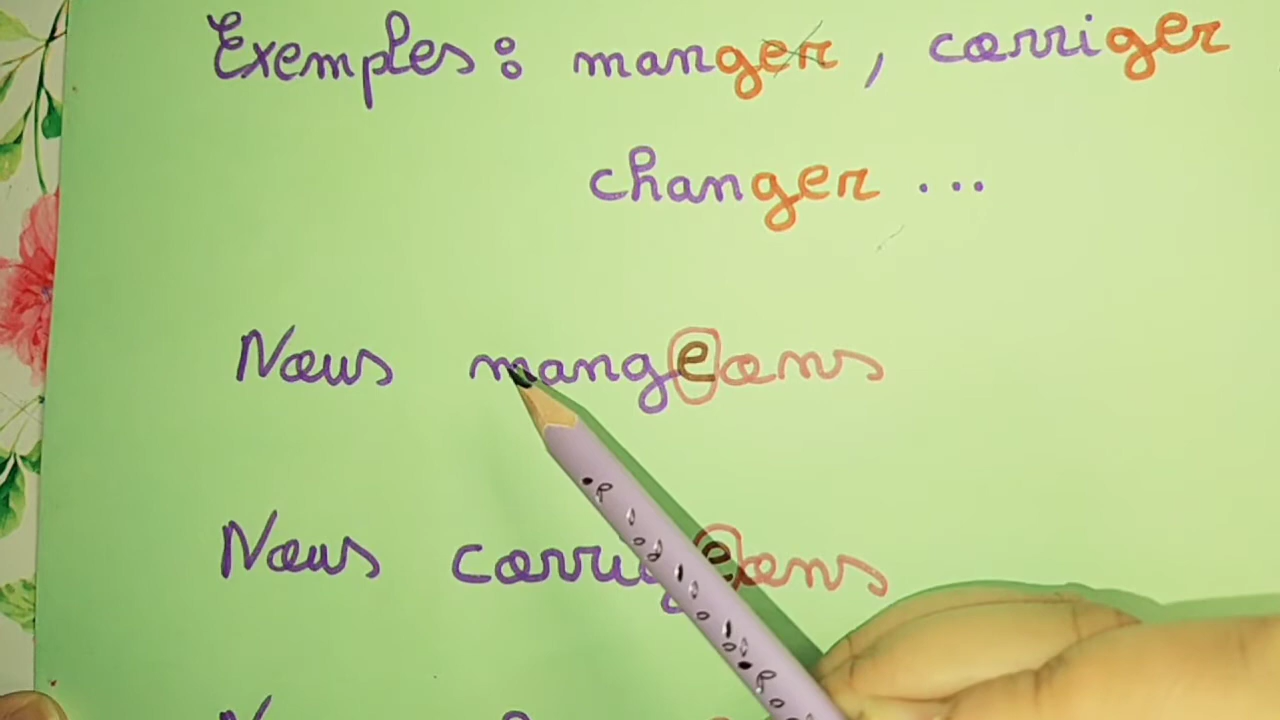 Exemples : manger, corriger
changer ...
Nous mangeons
Nous corrigeons